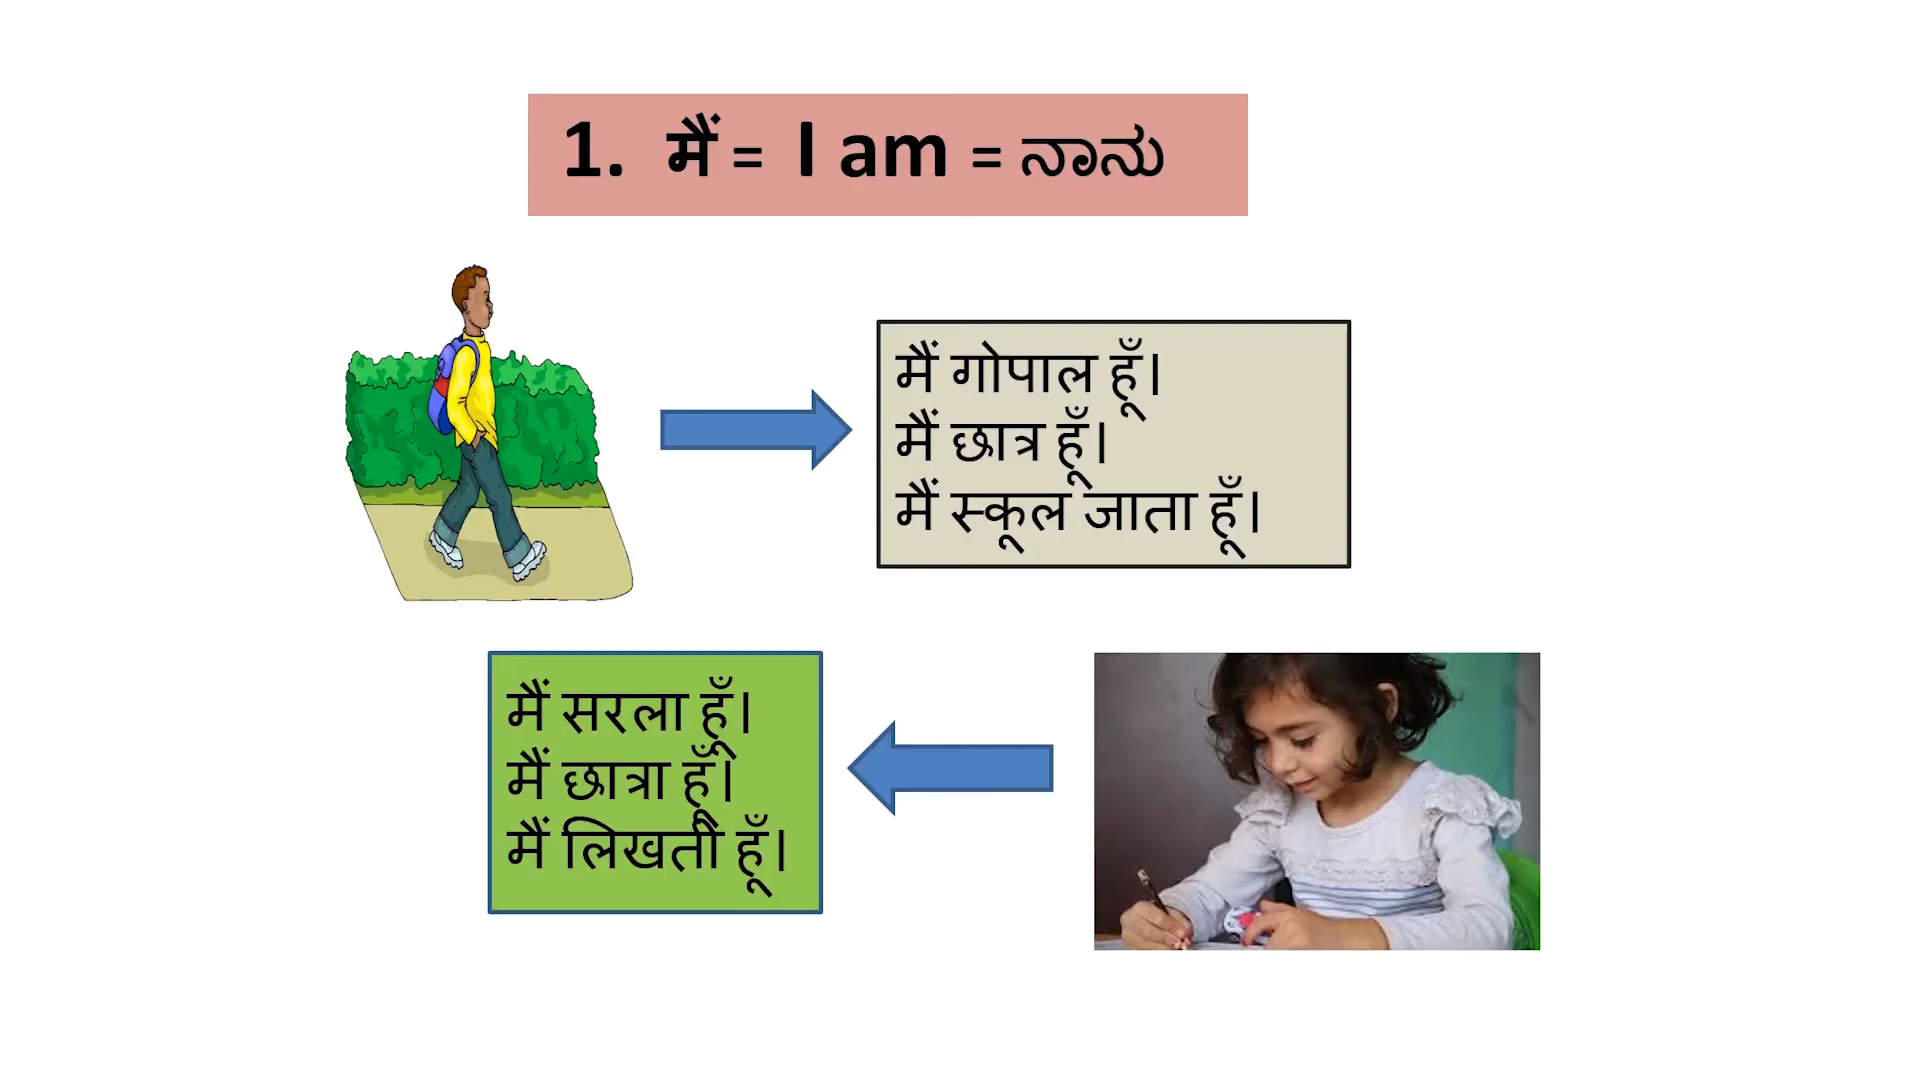 1. मैं = I am = ನಾನು
मैं गोपाल हूँ।
मैं छात्र हूँ।
मैं स्कूल जाता हूँ।
मैं सरला हूँ।
मैं छात्रा हूँ।
मैं लिखती हूँ।